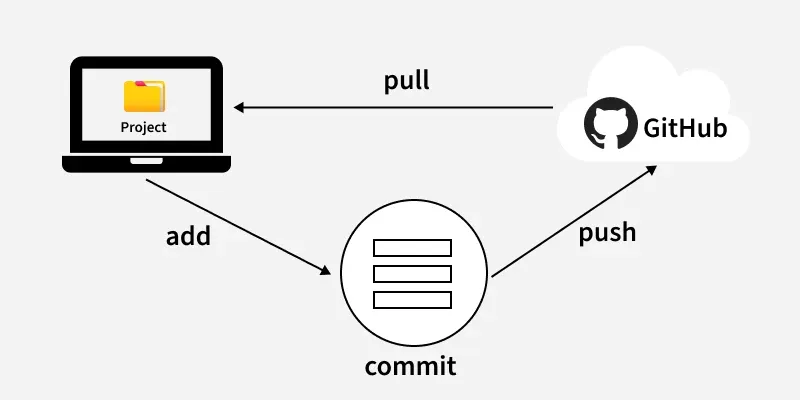 pull
Project
GitHub
add
push
commit